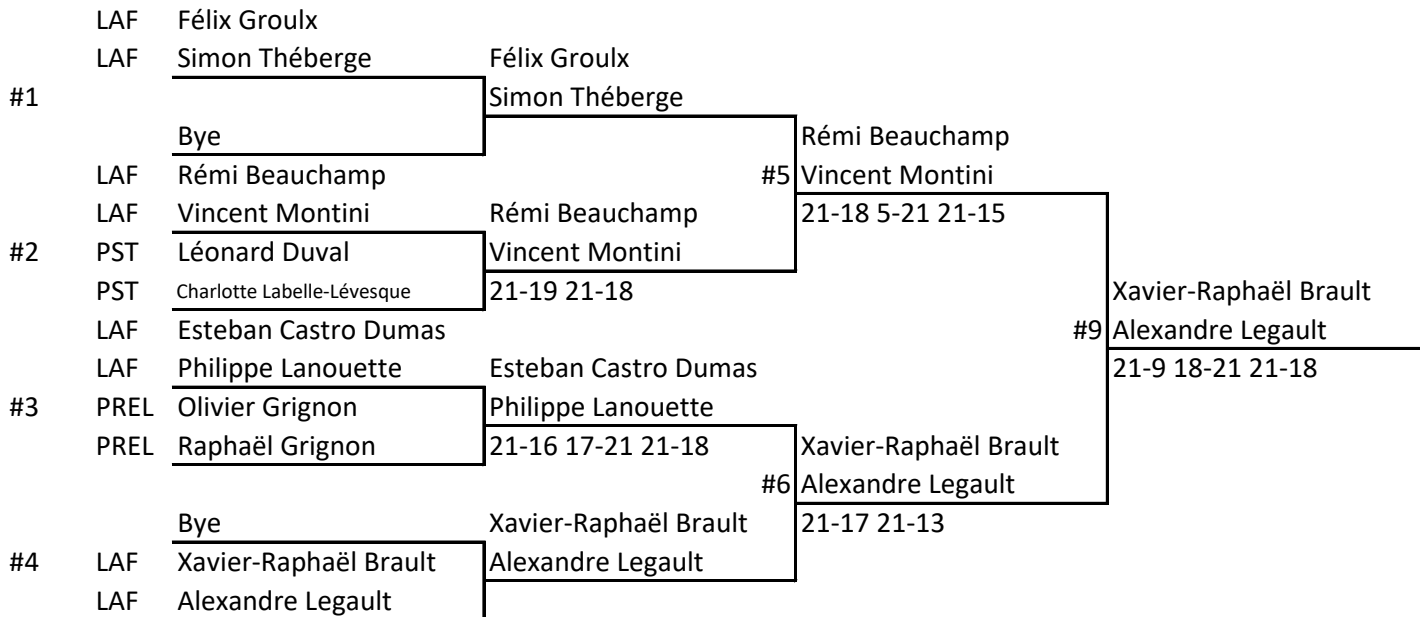 LAF Félix Groulx
LAF Simon Théberge Félix Groulx
#1 Simon Théberge
Bye Rémi Beauchamp
LAF Rémi Beauchamp #5 Vincent Montini
LAF Vincent Montini Rémi Beauchamp 21-18 5-21 21-15
#2 PST Léonard Duval Vincent Montini
PST Charlotte Labelle-Lévesque 21-19 21-18 Xavier-Raphaël Brault
LAF Esteban Castro Dumas #9 Alexandre Legault
LAF Philippe Lanouette Esteban Castro Dumas 21-9 18-21 21-18
#3 PREL Olivier Grignon Philippe Lanouette
PREL Raphaël Grignon 21-16 17-21 21-18 Xavier-Raphaël Brault
#6 Alexandre Legault
Bye Xavier-Raphaël Brault 21-17 21-13
#4 LAF Xavier-Raphaël Brault Alexandre Legault
LAF Alexandre Legault